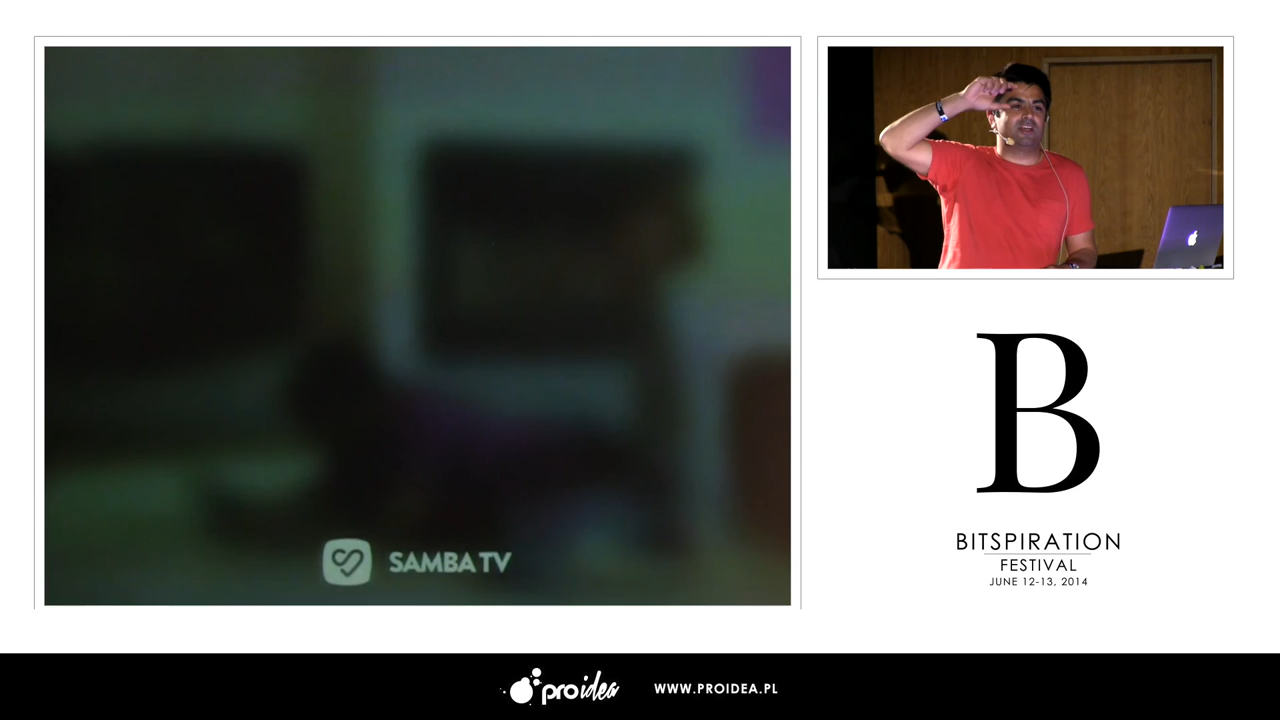 SAMBA TV
B
BITSPIRATION
FESTIVAL
JUNE 12-13, 2014
proidea
WWW.PROIDEA.PL